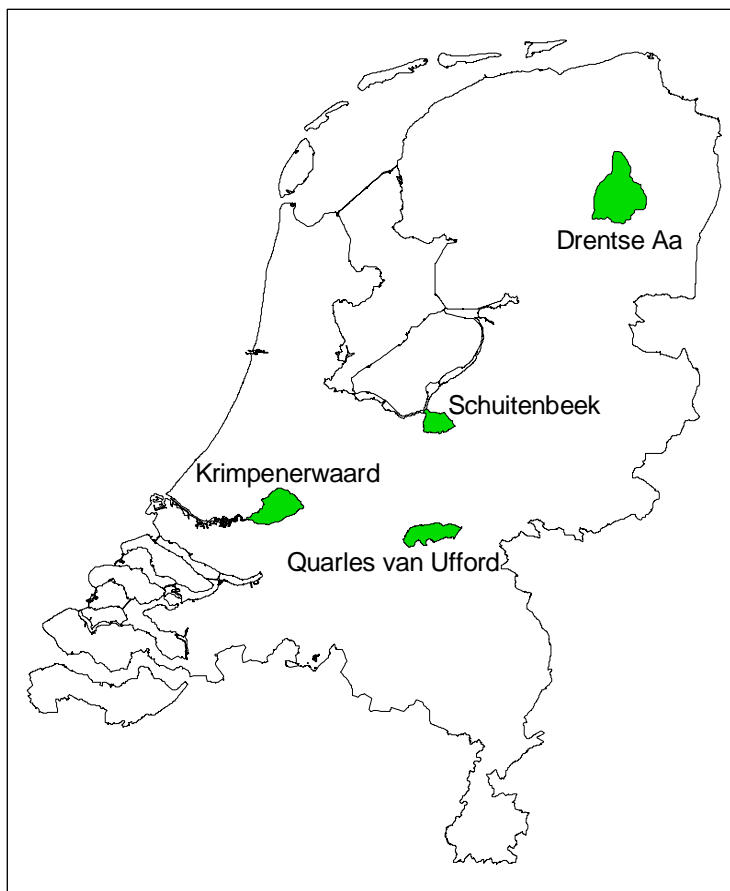 Drentse Aa
Schuitenbeek
Krimpenerwaard
Quarles van Ufford